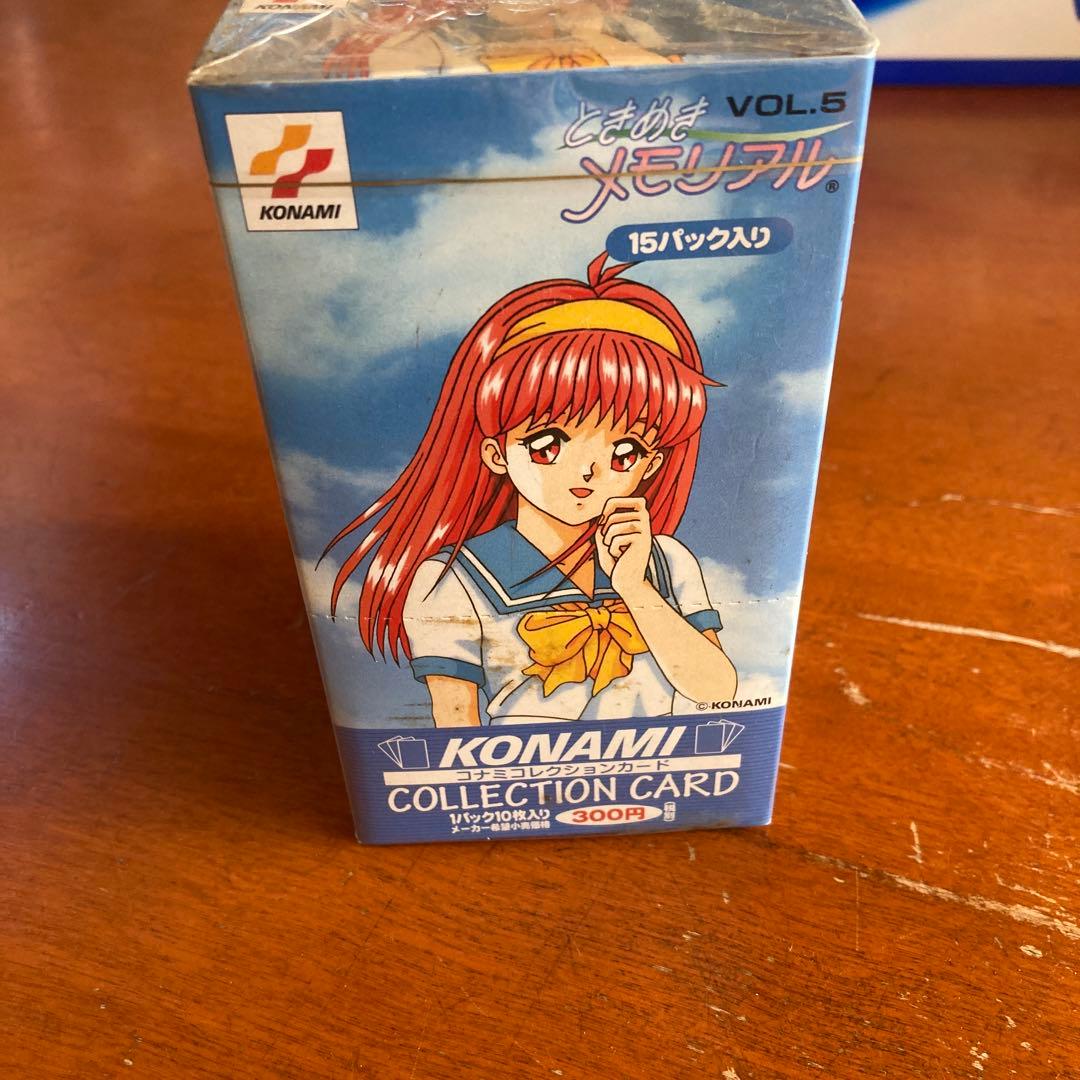 KONAMI
KONAMI
VOL.5
ときめき
メモリアル®
15パック入り
© KONAMI
KONAMI
コナミコレクションカード
COLLECTION CARD
1パック10枚入り
メーカー希望小売価格
300円
税別